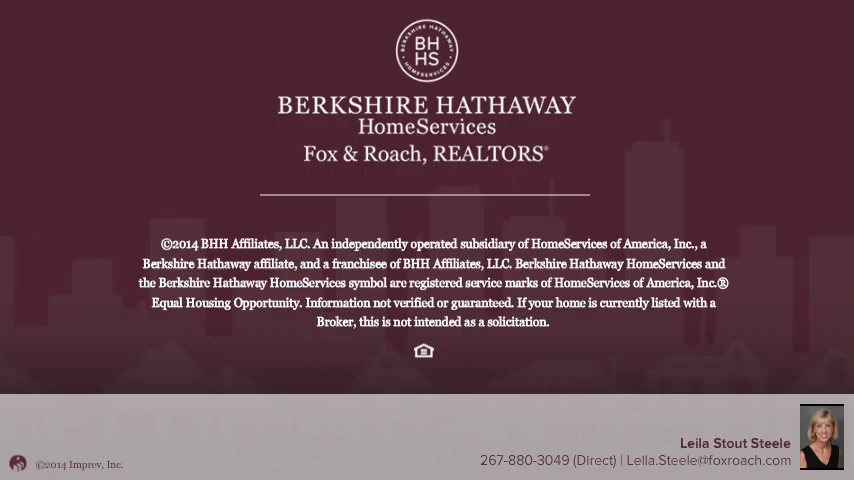 BERKSHIRE HATHAWAY
HOMESERVICES
BH
HS
BERKSHIRE HATHAWAY
HomeServices
Fox & Roach, REALTORS®
©2014 BHH Affiliates, LLC. An independently operated subsidiary of HomeServices of America, Inc., a
Berkshire Hathaway affiliate, and a franchisee of BHH Affiliates, LLC. Berkshire Hathaway HomeServices and
the Berkshire Hathaway HomeServices symbol are registered service marks of HomeServices of America, Inc.®
Equal Housing Opportunity. Information not verified or guaranteed. If your home is currently listed with a
Broker, this is not intended as a solicitation.
Leila Stout Steele
267-880-3049 (Direct) | Leila.Steele@foxroach.com
©2014 Imprev, Inc.